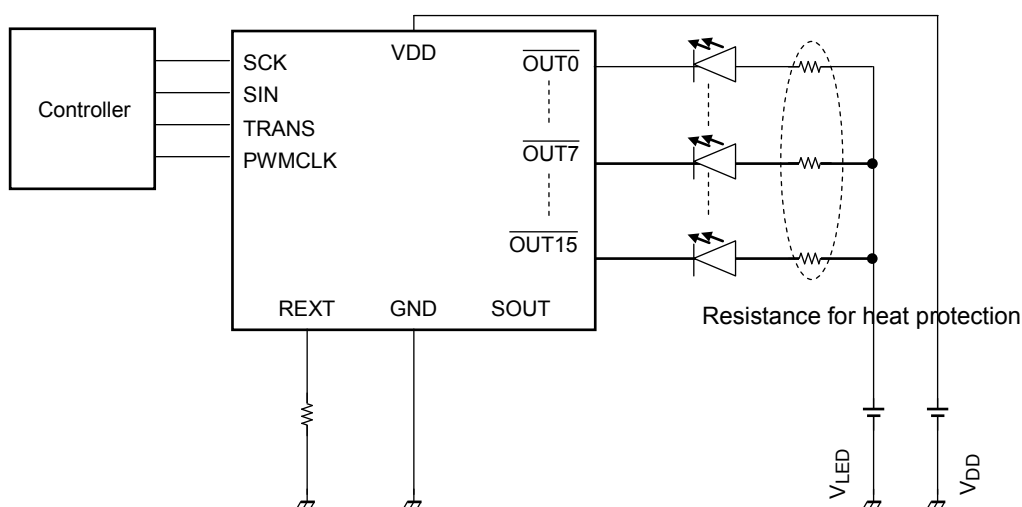 Controller
SCK
SIN
TRANS
PWMCLK
VDD
OUT0
OUT7
OUT15
REXT
GND
SOUT
Resistance for heat protection
VLED
VDD